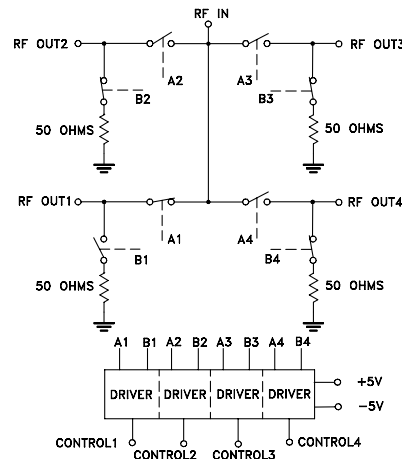 RF IN
RF OUT2
RF OUT3
A2
A3
B2
B3
50 OHMS
50 OHMS
RF OUT1
RF OUT4
A1
A4
B1
B4
50 OHMS
50 OHMS
A1 B1 A2 B2 A3 B3 A4 B4
DRIVER DRIVER DRIVER DRIVER
+5V
-5V
CONTROL1
CONTROL2
CONTROL3
CONTROL4